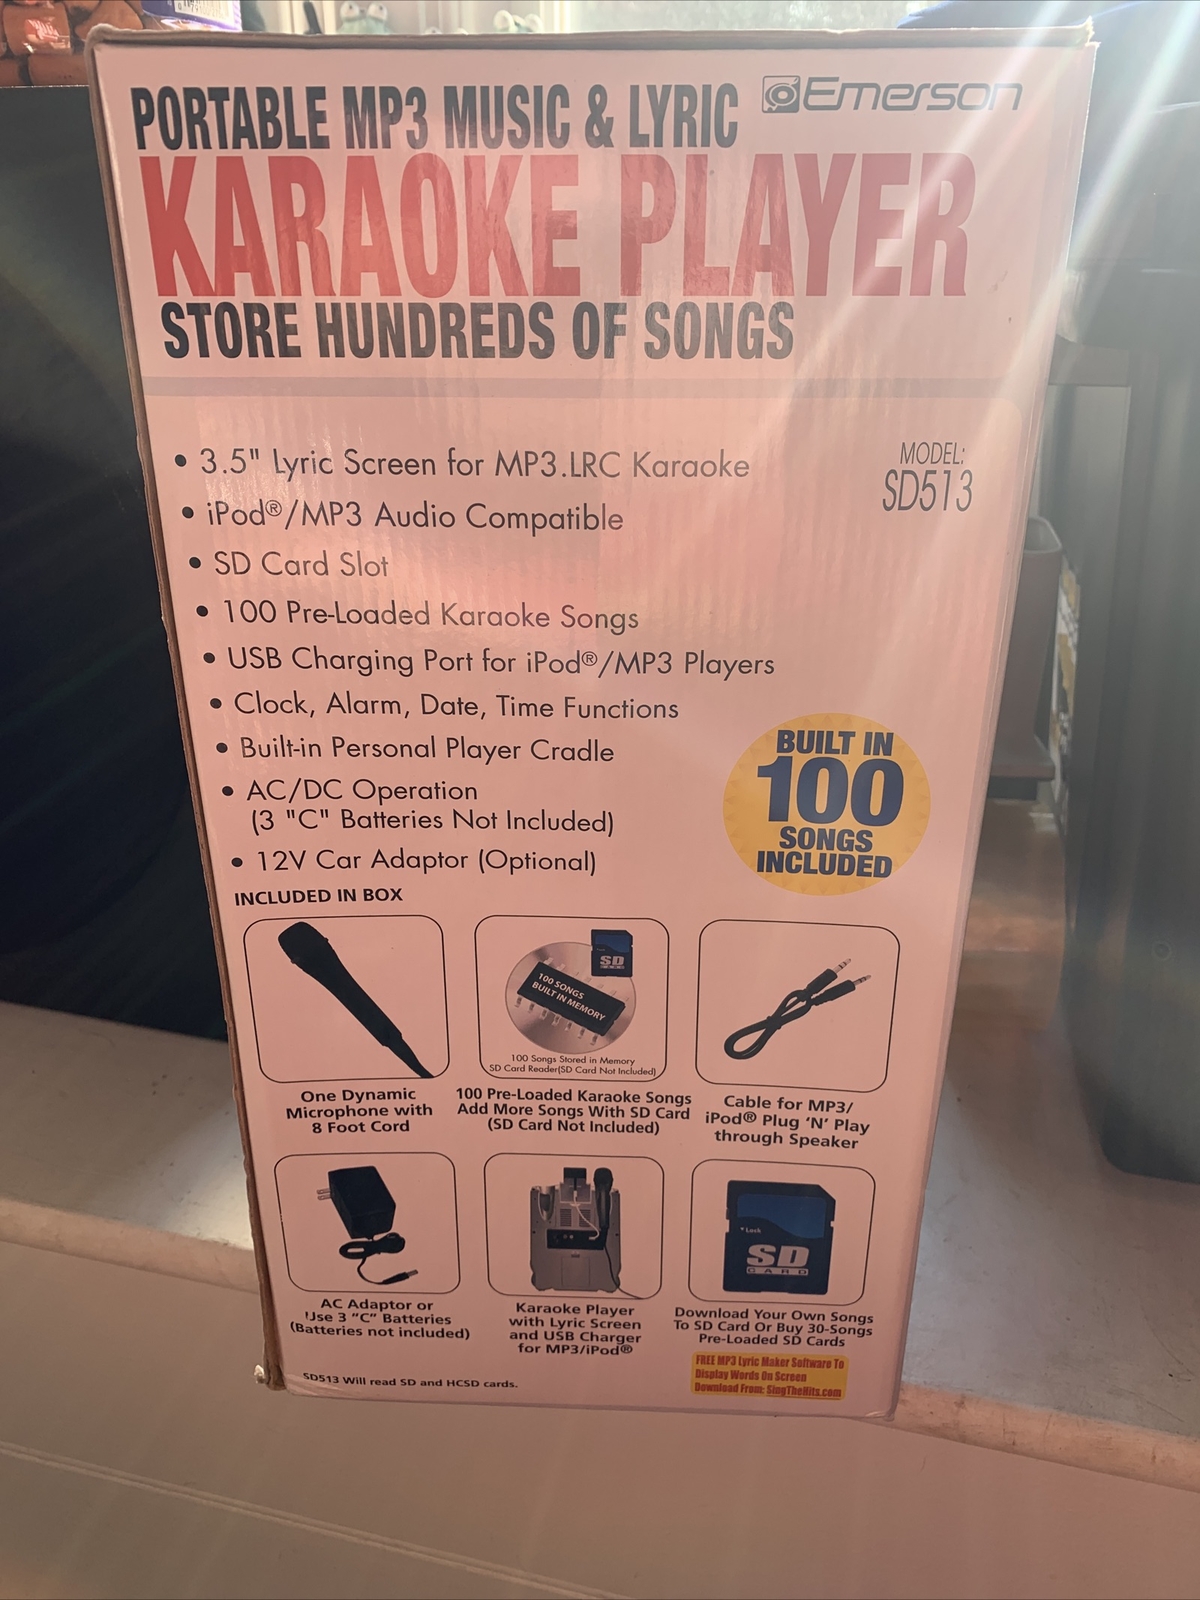 PORTABLE MP3 MUSIC & LYRIC
Emerson
KARAOKE PLAYER
STORE HUNDREDS OF SONGS
MODEL:
SD513
• 3.5" Lyric Screen for MP3.LRC Karaoke
• iPod®/MP3 Audio Compatible
• SD Card Slot
• 100 Pre-Loaded Karaoke Songs
• USB Charging Port for iPod®/MP3 Players
• Clock, Alarm, Date, Time Functions
• Built-in Personal Player Cradle
• AC/DC Operation
(3 "C" Batteries Not Included)
• 12V Car Adaptor (Optional)
BUILT IN
100
SONGS
INCLUDED
INCLUDED IN BOX
SD
100 SONGS
BUILT IN MEMORY
100 Songs Stored in Memory
SD Card Reader(SD Card Not Included)
One Dynamic
Microphone with
8 Foot Cord
100 Pre-Loaded Karaoke Songs
Add More Songs With SD Card
(SD Card Not Included)
Cable for MP3/
iPod® Plug 'N' Play
through Speaker
Lock
SD
CARD
AC Adaptor or
Use 3 "C" Batteries
(Batteries not included)
Karaoke Player
with Lyric Screen
and USB Charger
for MP3/iPod®
Download Your Own Songs
To SD Card Or Buy 30-Songs
Pre-Loaded SD Cards
FREE MP3 Lyric Maker Software To
Display Words On Screen
Download From: SingTheHits.com
SD513 Will read SD and HCSD cards.